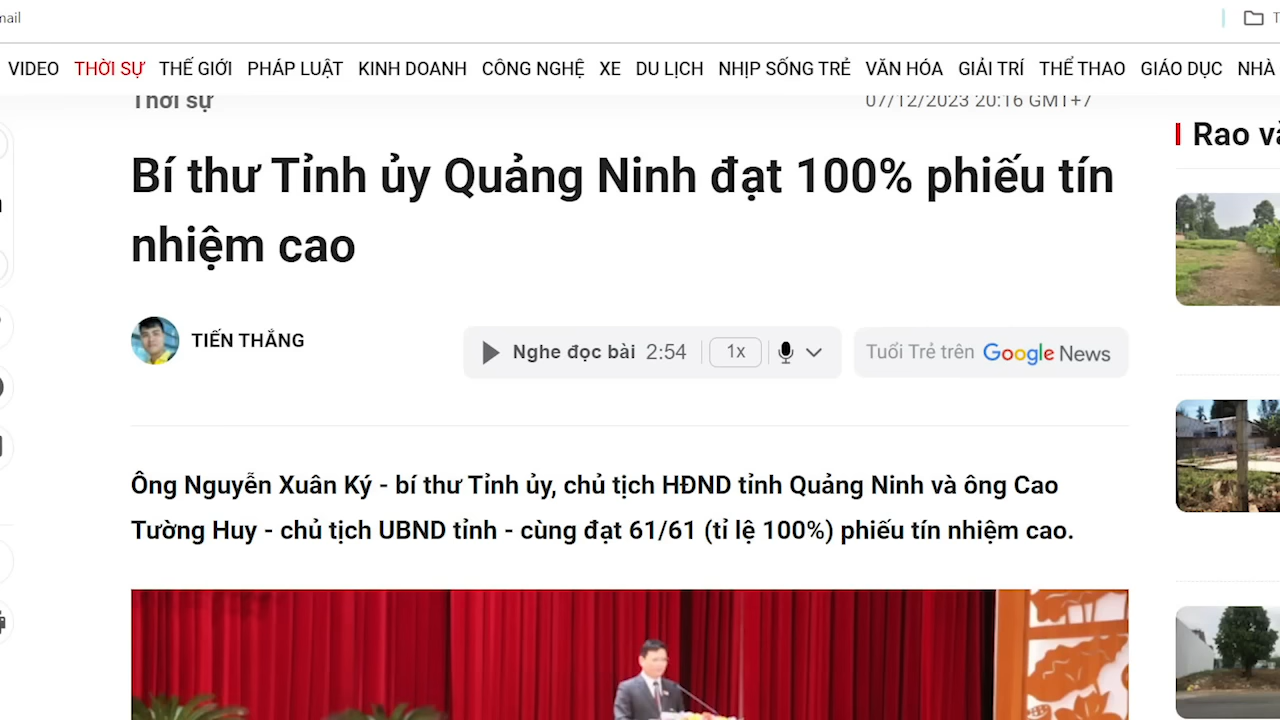 mail
VIDEO THỜI SỰ THẾ GIỚI PHÁP LUẬT KINH DOANH CÔNG NGHỆ XE DU LỊCH NHỊP SỐNG TRẺ VĂN HÓA GIẢI TRÍ THỂ THAO GIÁO DỤC NHÀ
Thời sự
07/12/2023 20:16 GMT+7
Rao
Bí thư Tỉnh ủy Quảng Ninh đạt 100% phiếu tín
nhiệm cao
TIẾN THẮNG
Nghe đọc bài 2:54 1x
Tuổi Trẻ trên Google News
Ông Nguyễn Xuân Ký - bí thư Tỉnh ủy, chủ tịch HĐND tỉnh Quảng Ninh và ông Cao
Tường Huy - chủ tịch UBND tỉnh - cùng đạt 61/61 (tỉ lệ 100%) phiếu tín nhiệm cao.